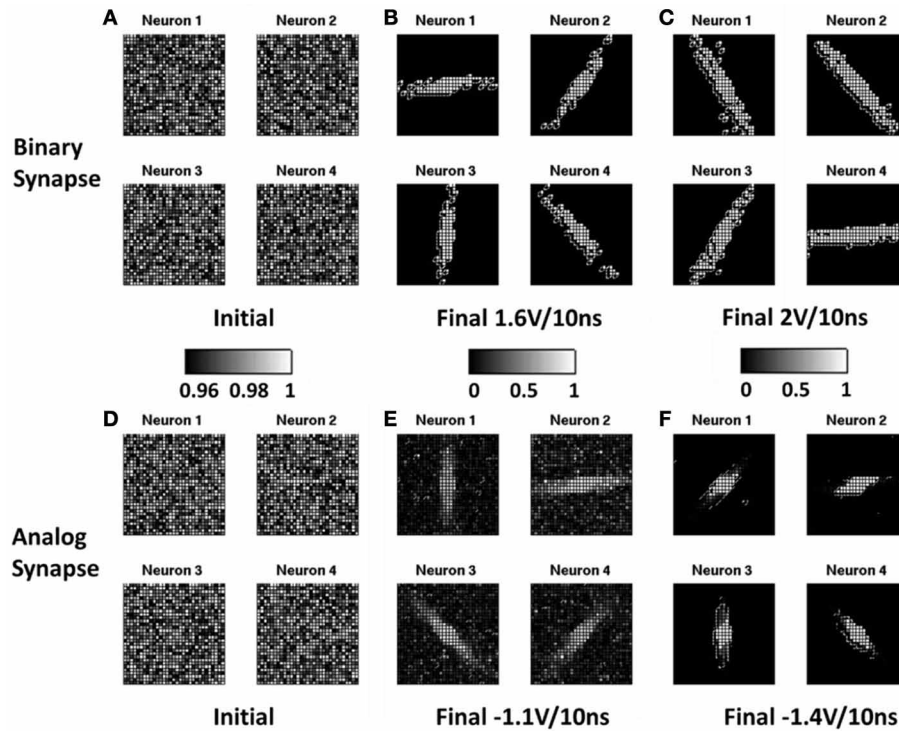 A
Neuron 1
Neuron 2
Neuron 3
Neuron 4
Initial
B
Neuron 1
Neuron 2
Neuron 3
Neuron 4
Final 1.6V/10ns
C
Neuron 1
Neuron 2
Neuron 3
Neuron 4
Final 2V/10ns
Binary
Synapse
0.96 0.98 1
0 0.5 1
0 0.5 1
D
Neuron 1
Neuron 2
Neuron 3
Neuron 4
Initial
E
Neuron 1
Neuron 2
Neuron 3
Neuron 4
Final -1.1V/10ns
F
Neuron 1
Neuron 2
Neuron 3
Neuron 4
Final -1.4V/10ns
Analog
Synapse